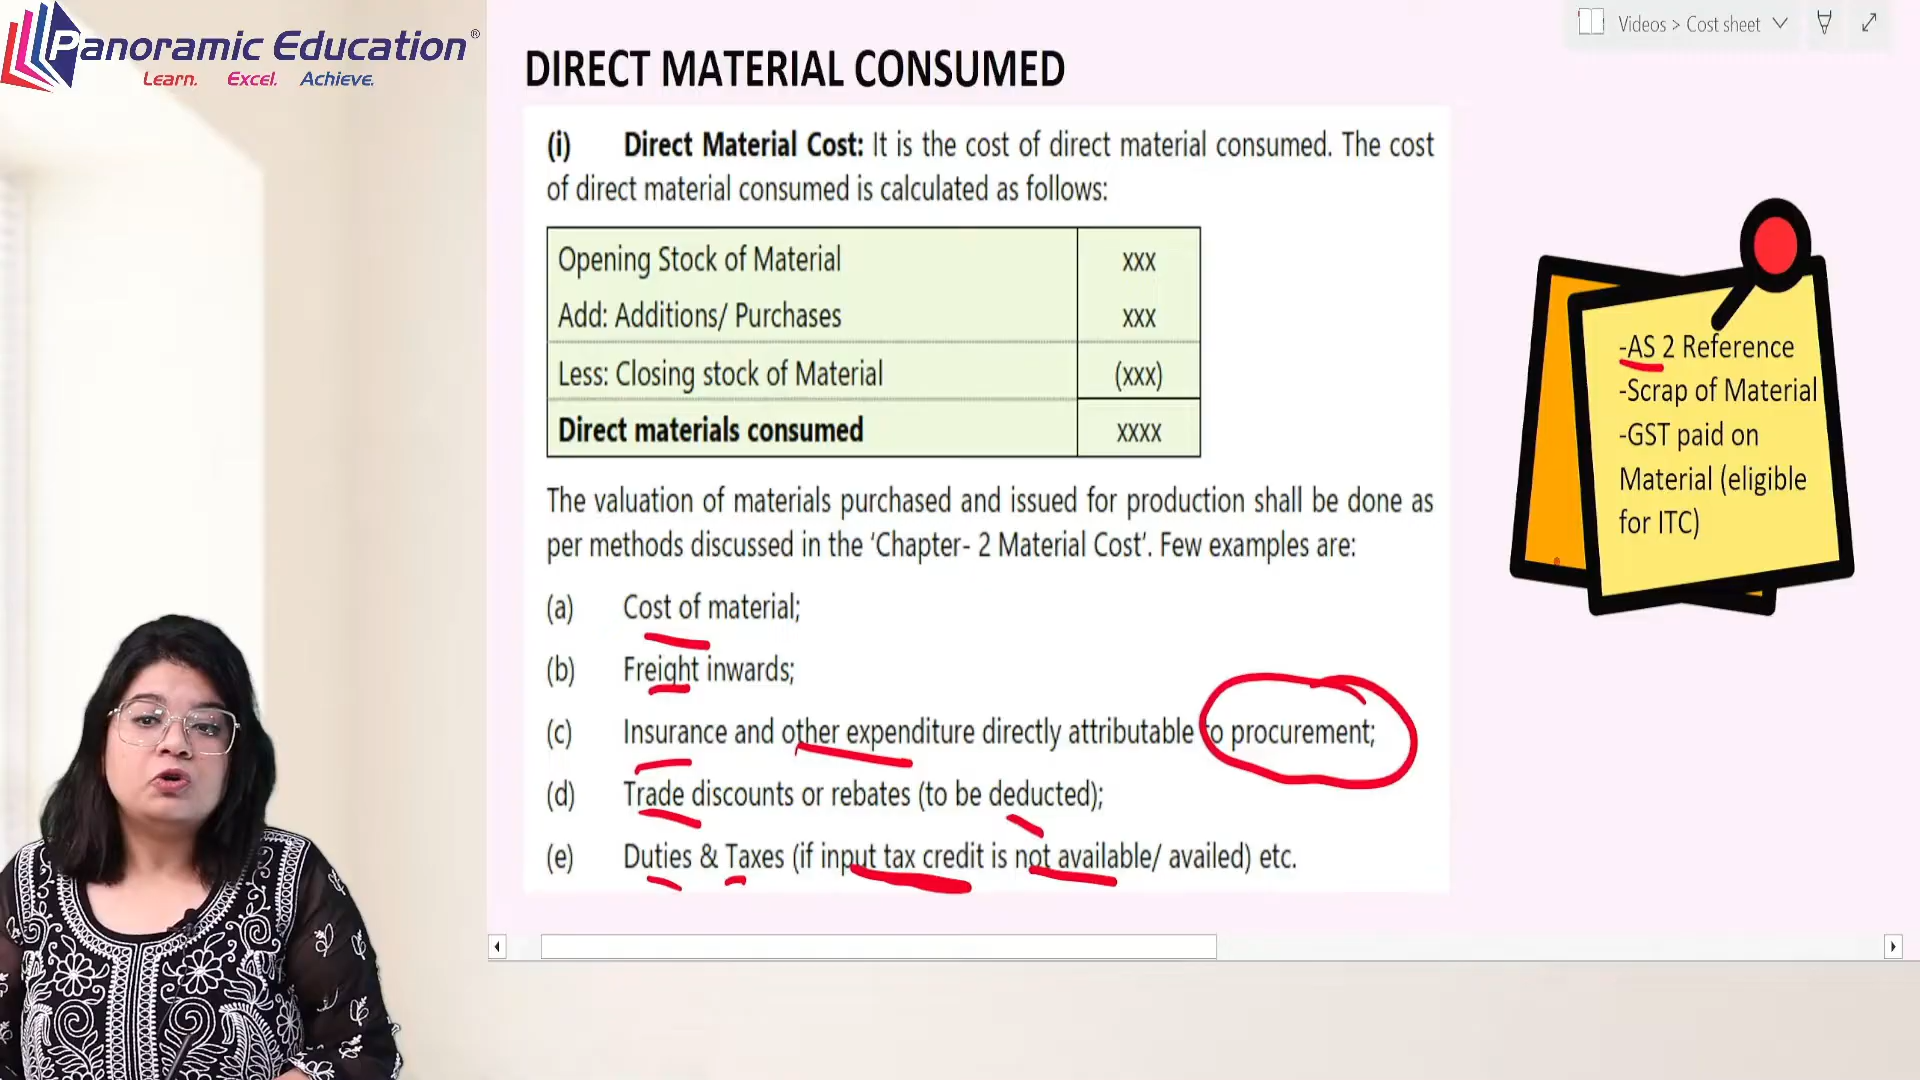 Panoramic Education®
Learn. Excel. Achieve.
Videos > Cost sheet
DIRECT MATERIAL CONSUMED
(i) Direct Material Cost: It is the cost of direct material consumed. The cost
of direct material consumed is calculated as follows:
Opening Stock of Material xxx
Add: Additions/ Purchases xxx
Less: Closing stock of Material (xxx)
Direct materials consumed xxxx
The valuation of materials purchased and issued for production shall be done as
per methods discussed in the ‘Chapter- 2 Material Cost’. Few examples are:
(a) Cost of material;
(b) Freight inwards;
(c) Insurance and other expenditure directly attributable to procurement;
(d) Trade discounts or rebates (to be deducted);
(e) Duties & Taxes (if input tax credit is not available/ availed) etc.
-AS 2 Reference
-Scrap of Material
-GST paid on
Material (eligible
for ITC)